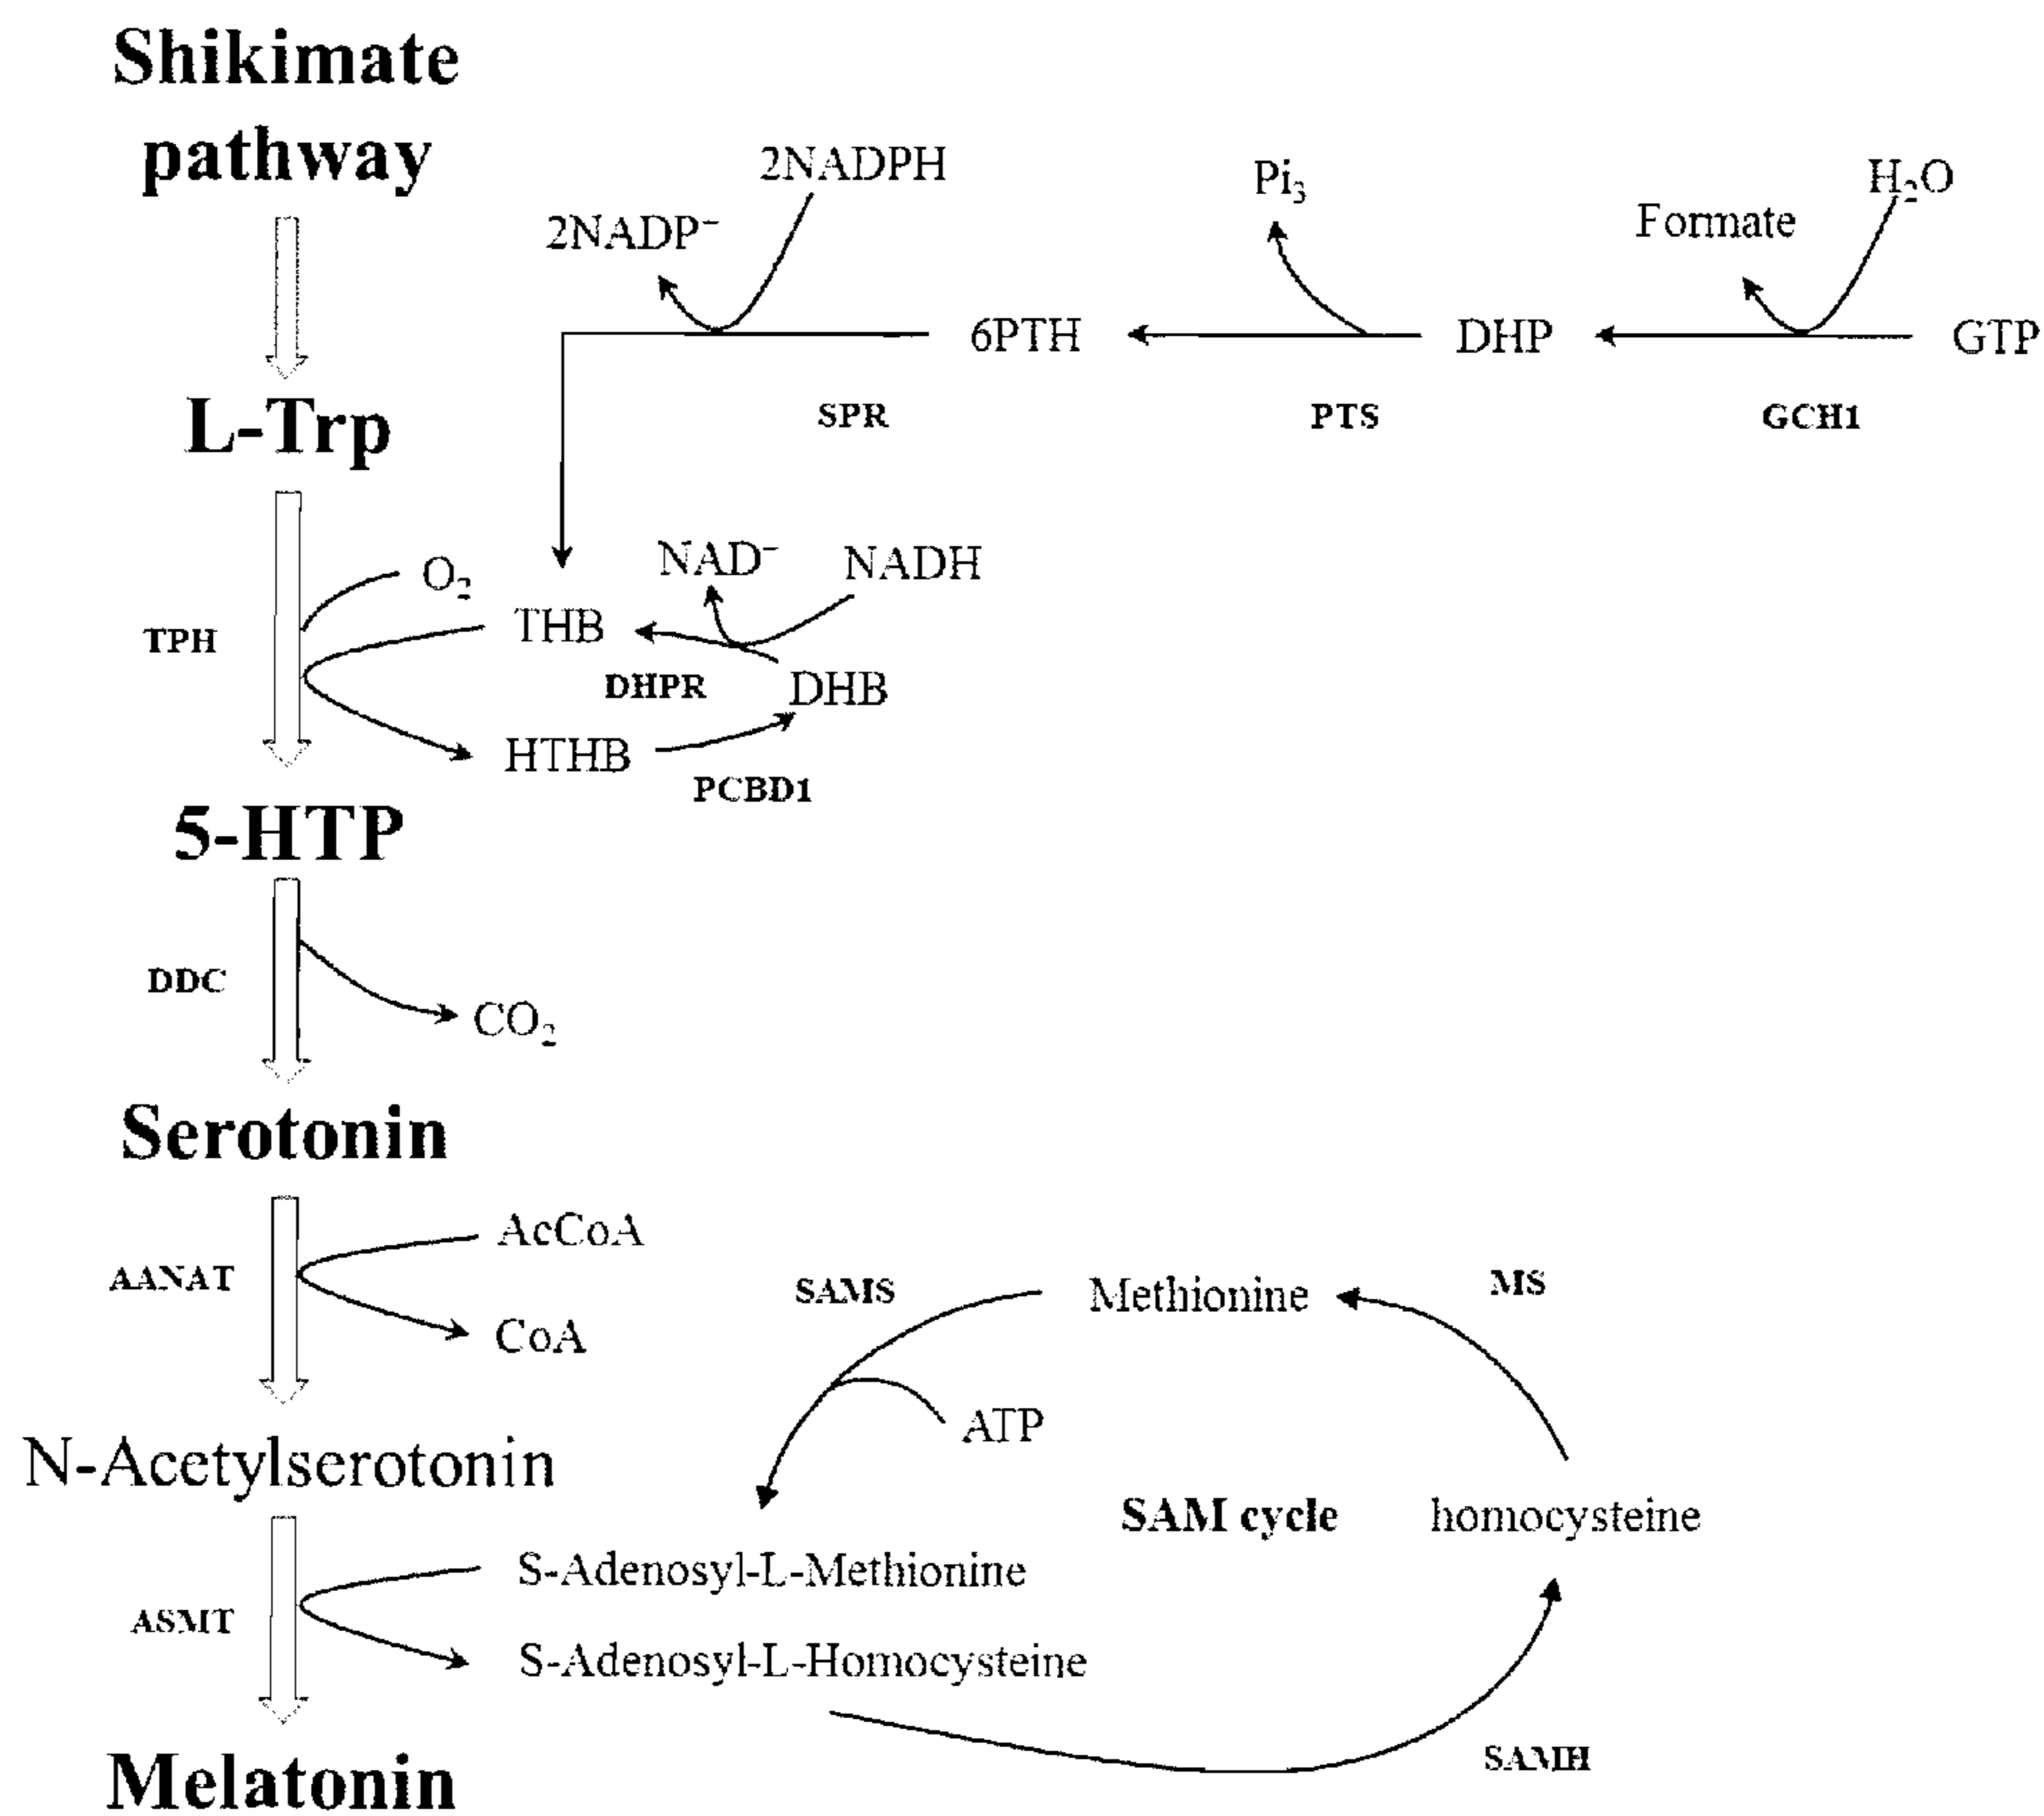 Shikimate
pathway
2NADPH
2NADP⁻
Pi₃
H₂O
Formate
6PTH
DHP
GTP
SPR
PTS
GCH1
L-Trp
O₂
NAD⁻
NADH
THB
TPH
DHPR
DHB
HTHB
PCBD1
5-HTP
DDC
CO₂
Serotonin
AcCoA
AANAT
CoA
SAMS
Methionine
MS
ATP
N-Acetylserotonin
SAM cycle
homocysteine
S-Adenosyl-L-Methionine
ASMT
S-Adenosyl-L-Homocysteine
SAMH
Melatonin